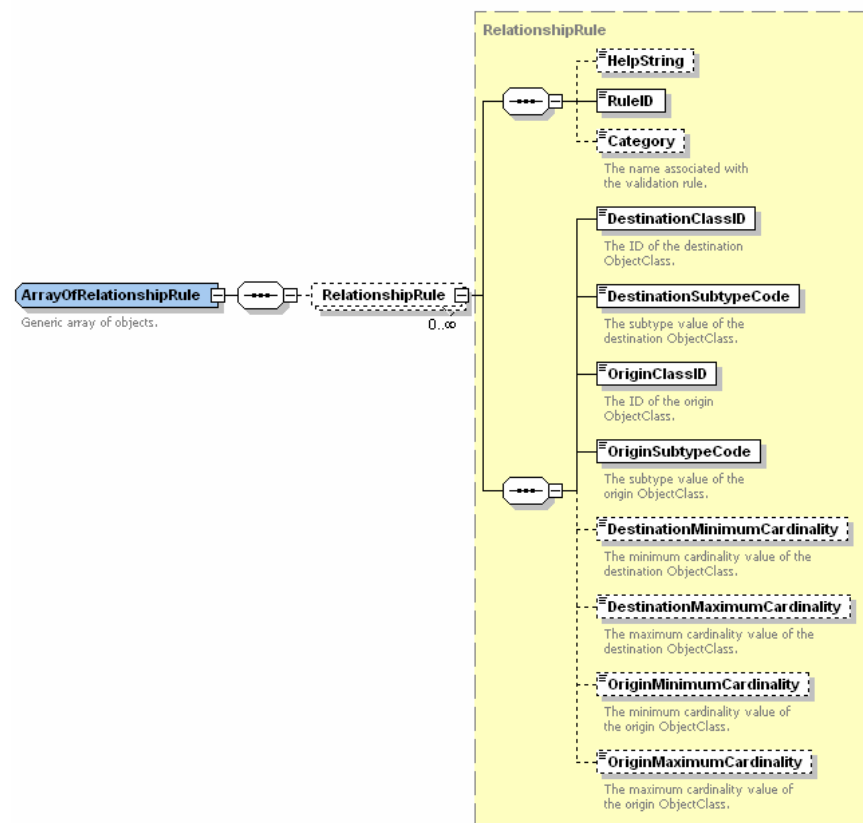 RelationshipRule
HelpString
RuleID
Category
The name associated with
the validation rule.
DestinationClassID
The ID of the destination
ObjectClass.
ArrayOfRelationshipRule
Generic array of objects.
RelationshipRule
0..∞
DestinationSubtypeCode
The subtype value of the
destination ObjectClass.
OriginClassID
The ID of the origin
ObjectClass.
OriginSubtypeCode
The subtype value of the
origin ObjectClass.
DestinationMinimumCardinality
The minimum cardinality value of the
destination ObjectClass.
DestinationMaximumCardinality
The maximum cardinality value of the
destination ObjectClass.
OriginMinimumCardinality
The minimum cardinality value of
the origin ObjectClass.
OriginMaximumCardinality
The maximum cardinality value of
the origin ObjectClass.